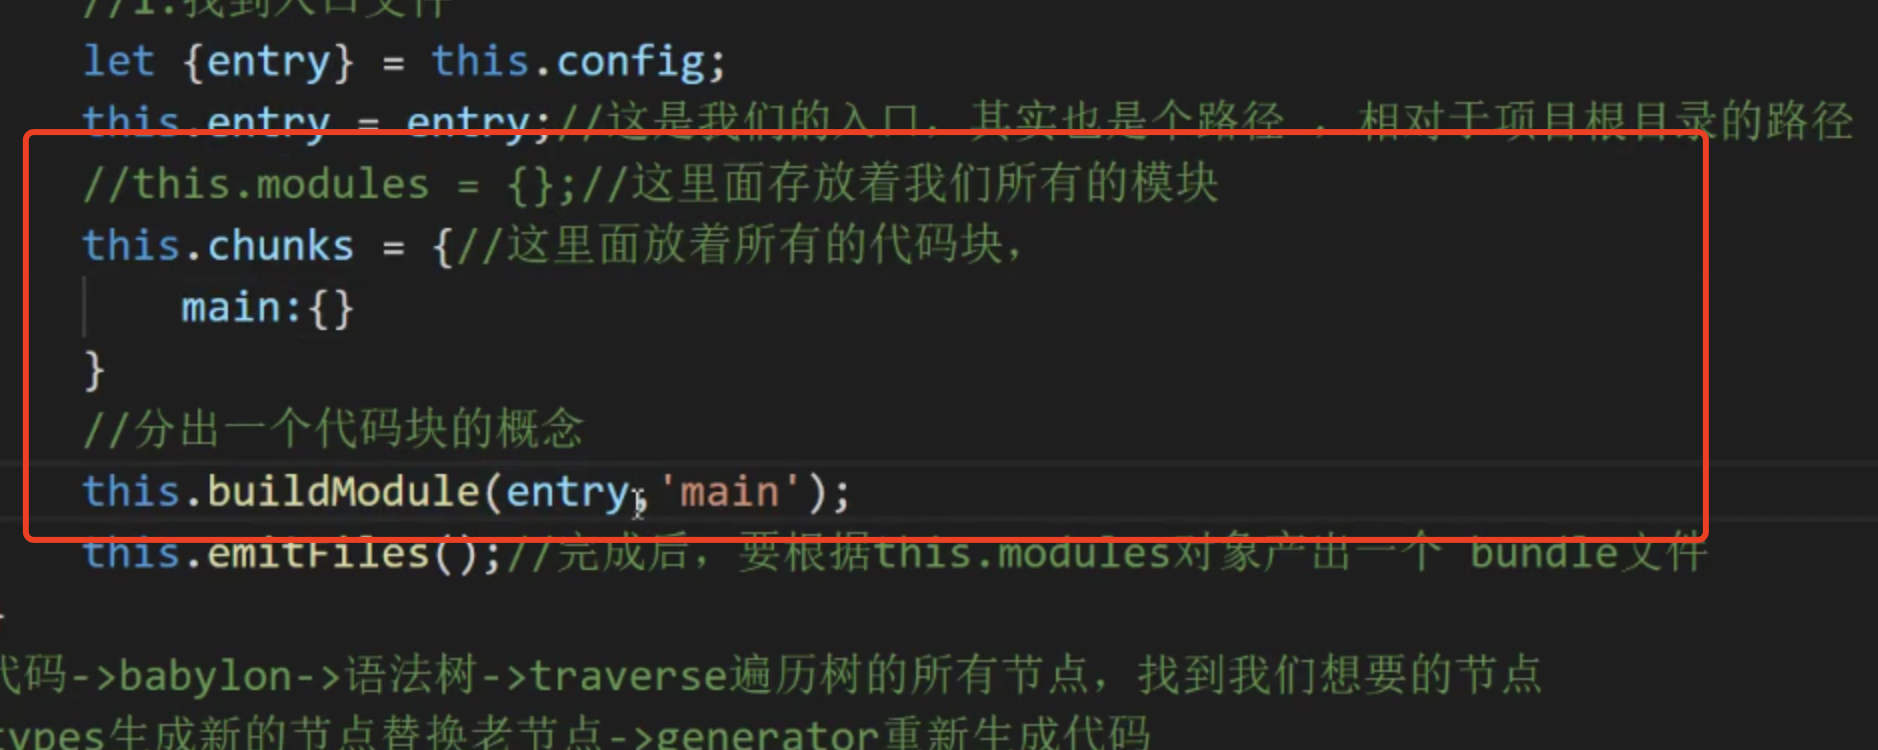 //1.找到入口文件
let {entry} = this.config;
this.entry = entry;//这是我们的入口，其实也是个路径 ，相对于项目根目录的路径
//this.modules = {};//这里面存放着我们所有的模块
this.chunks = {//这里面放着所有的代码块，
main:{}
}
//分出一个代码块的概念
this.buildModule(entry,'main');
this.emitFiles();//完成后，要根据this.modules对象产出一个 bundle文件
代码->babylon->语法树->traverse遍历树的所有节点，找到我们想要的节点
types生成新的节点替换老节点->generator重新生成代码